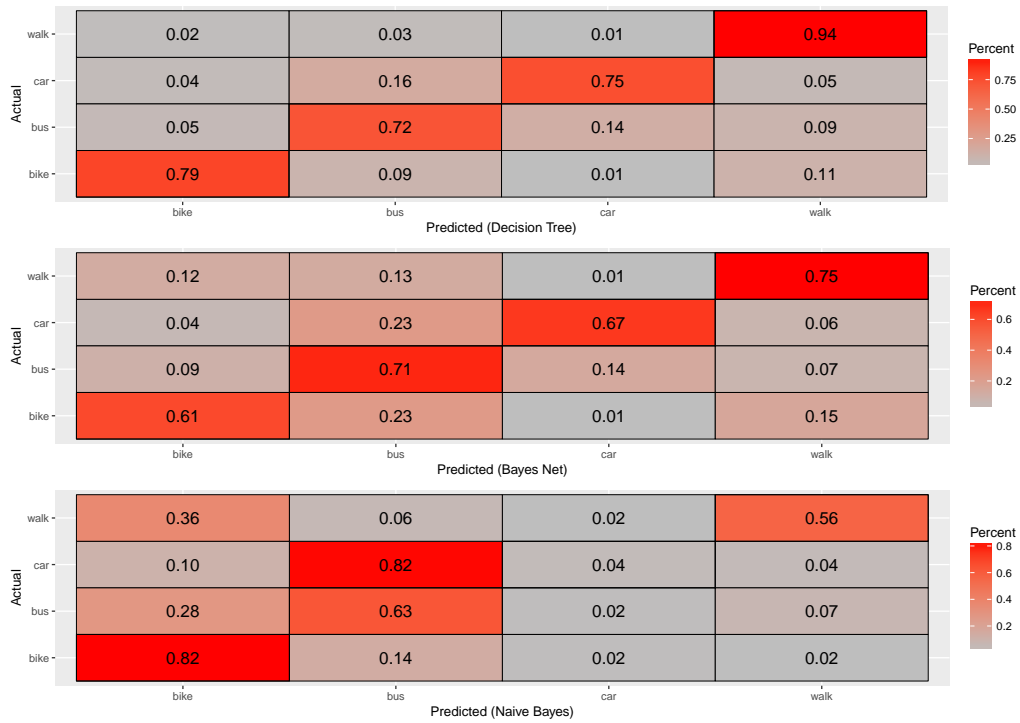 walk 0.02 0.03 0.01 0.94
car 0.04 0.16 0.75 0.05
bus 0.05 0.72 0.14 0.09
bike 0.79 0.09 0.01 0.11
Actual
bike bus car walk
Predicted (Decision Tree)
Percent
0.75
0.50
0.25
walk 0.12 0.13 0.01 0.75
car 0.04 0.23 0.67 0.06
bus 0.09 0.71 0.14 0.07
bike 0.61 0.23 0.01 0.15
Actual
bike bus car walk
Predicted (Bayes Net)
Percent
0.6
0.4
0.2
walk 0.36 0.06 0.02 0.56
car 0.10 0.82 0.04 0.04
bus 0.28 0.63 0.02 0.07
bike 0.82 0.14 0.02 0.02
Actual
bike bus car walk
Predicted (Naive Bayes)
Percent
0.8
0.6
0.4
0.2